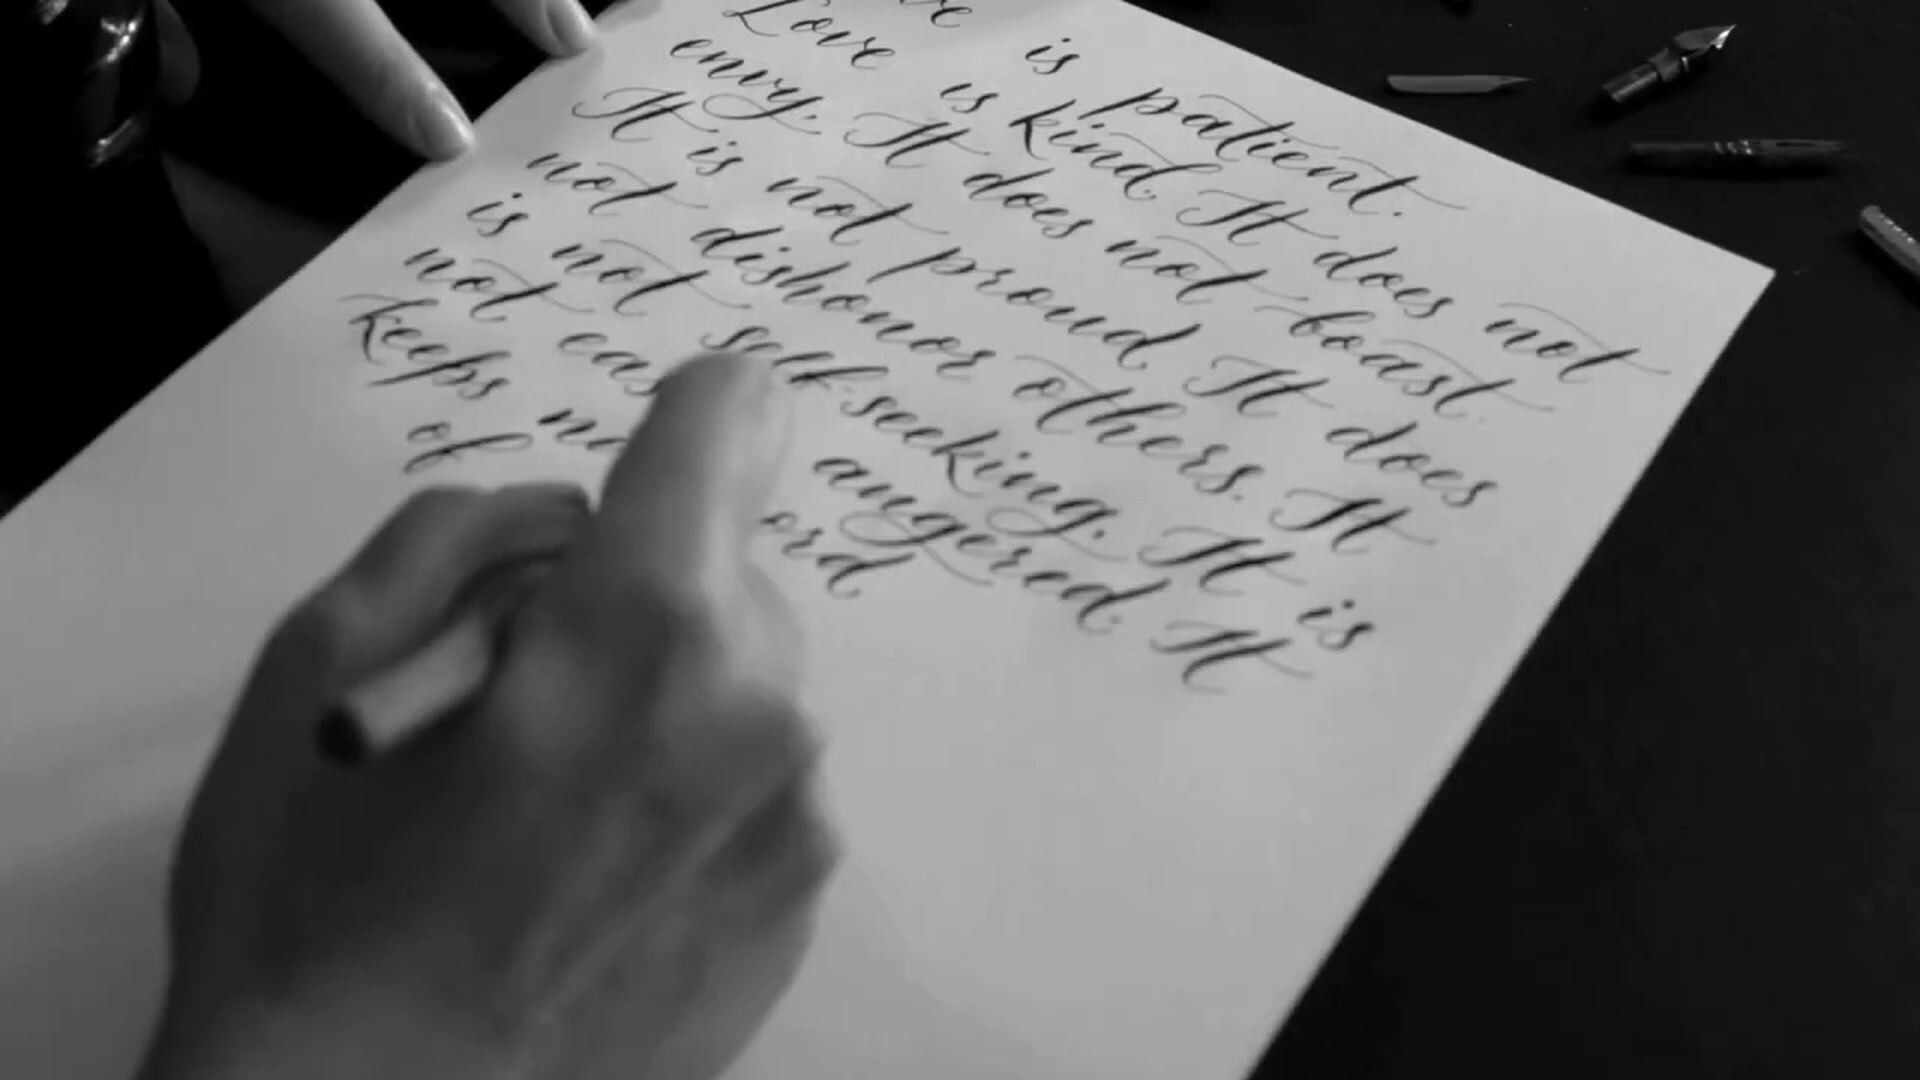 is patient.
Love is kind. It does not
envy. It does not boast.
It is not proud. It does
not dishonor others. It
is not self-seeking. It is
not angered. It
keeps no
of